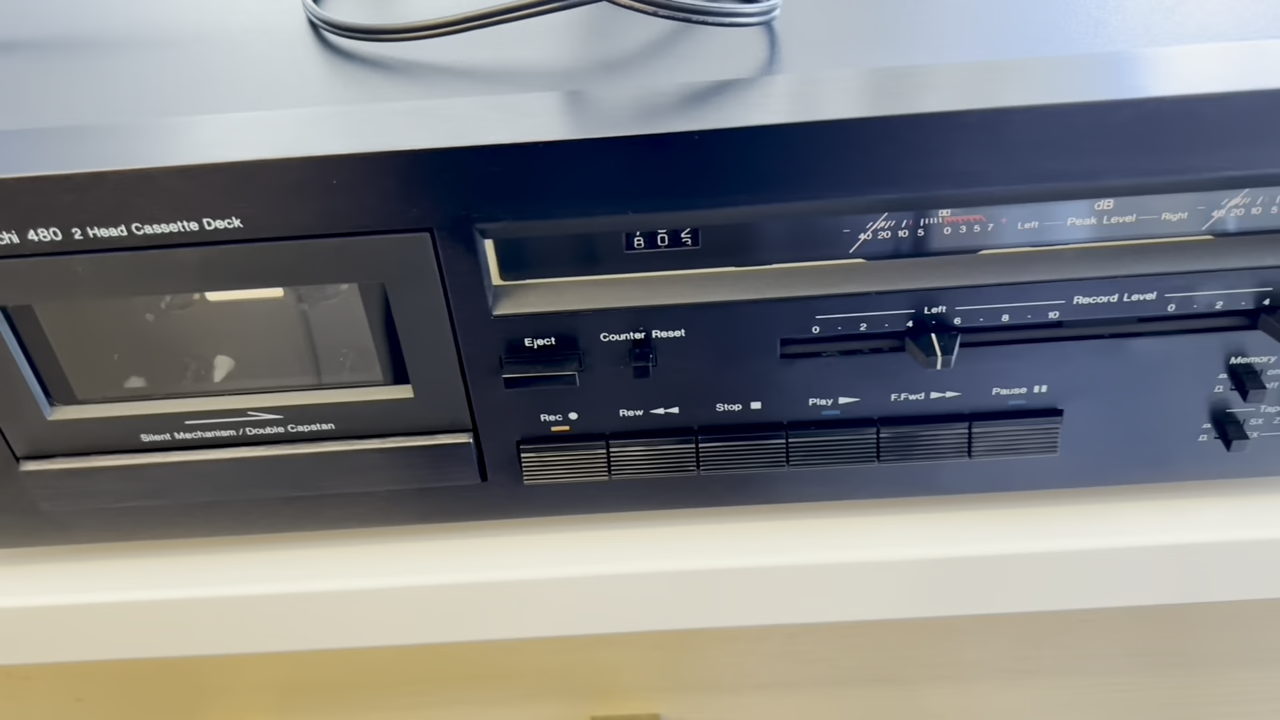 480 2 Head Cassette Deck
Silent Mechanism / Double Capstan
8 0
40 20 10 5 0 3 5 7 +
dB
Left Peak Level Right
40 20 10 5
Eject
Counter Reset
Left
Record Level
0 2 4 6 8 10
0 2 4
Rec
Rew
Stop
Play
F.Fwd
Pause
Memory